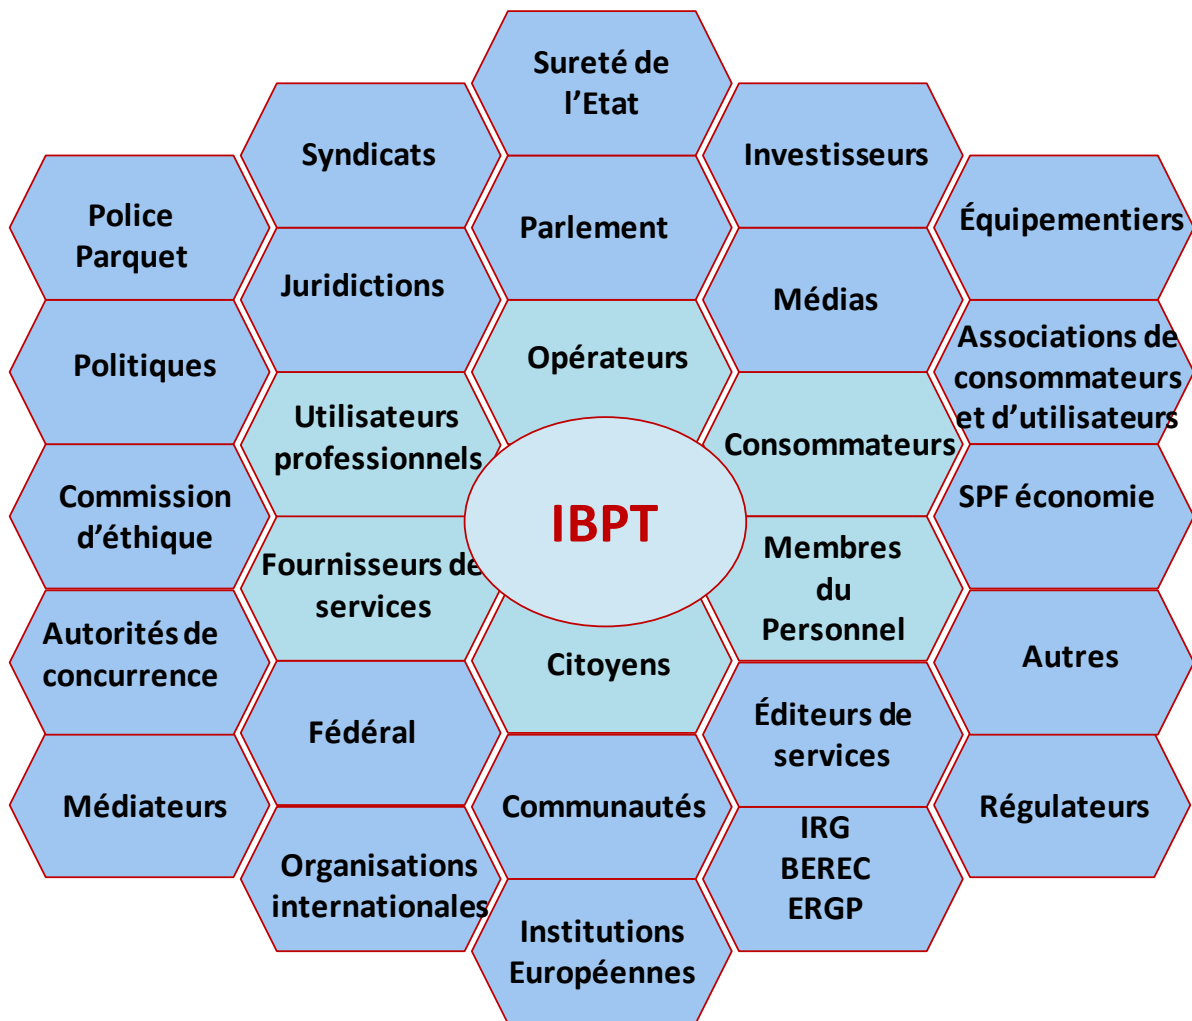 Sureté de
l’Etat
Syndicats
Investisseurs
Police
Parquet
Parlement
Équipementiers
Juridictions
Médias
Politiques
Opérateurs
Associations de
consommateurs
et d’utilisateurs
Utilisateurs
professionnels
Consommateurs
Commission
d’éthique
IBPT
SPF économie
Fournisseurs de
services
Membres
du
Personnel
Autorités de
concurrence
Citoyens
Autres
Fédéral
Éditeurs de
services
Médiateurs
Communautés
Régulateurs
Organisations
internationales
IRG
BEREC
ERGP
Institutions
Européennes